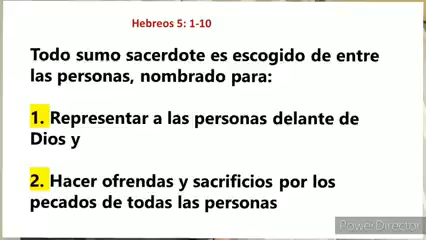 Hebreos 5: 1-10
Todo sumo sacerdote es escogido de entre
las personas, nombrado para:
1. Representar a las personas delante de
Dios y
2. Hacer ofrendas y sacrificios por los
pecados de todas las personas
PowerDirector